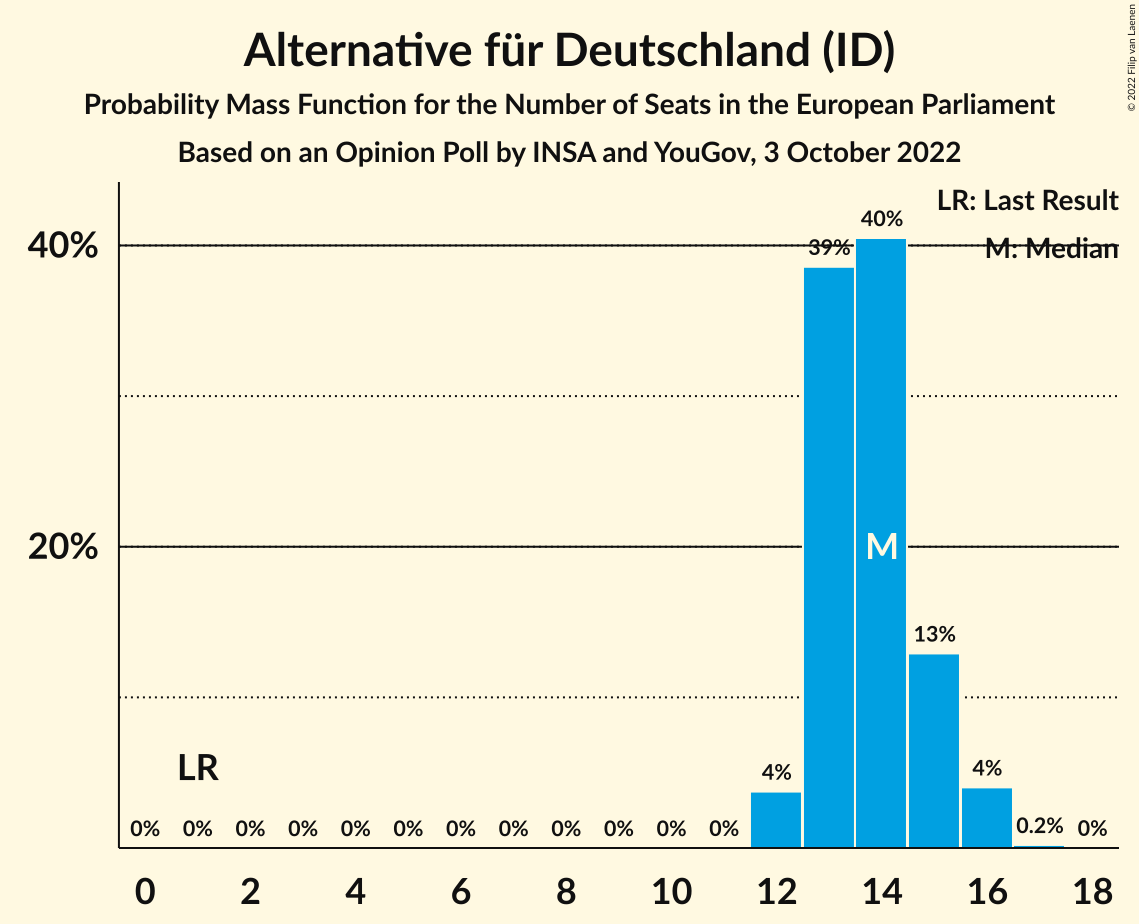 Alternative für Deutschland (ID)
Probability Mass Function for the Number of Seats in the European Parliament
Based on an Opinion Poll by INSA and YouGov, 3 October 2022
© 2022 Filip van Laenen
LR: Last Result
M: Median
40%
20%
39%
40%
M
13%
LR
4%
4%
0% 0% 0% 0% 0% 0% 0% 0% 0% 0% 0% 0% 0.2% 0%
0 2 4 6 8 10 12 14 16 18